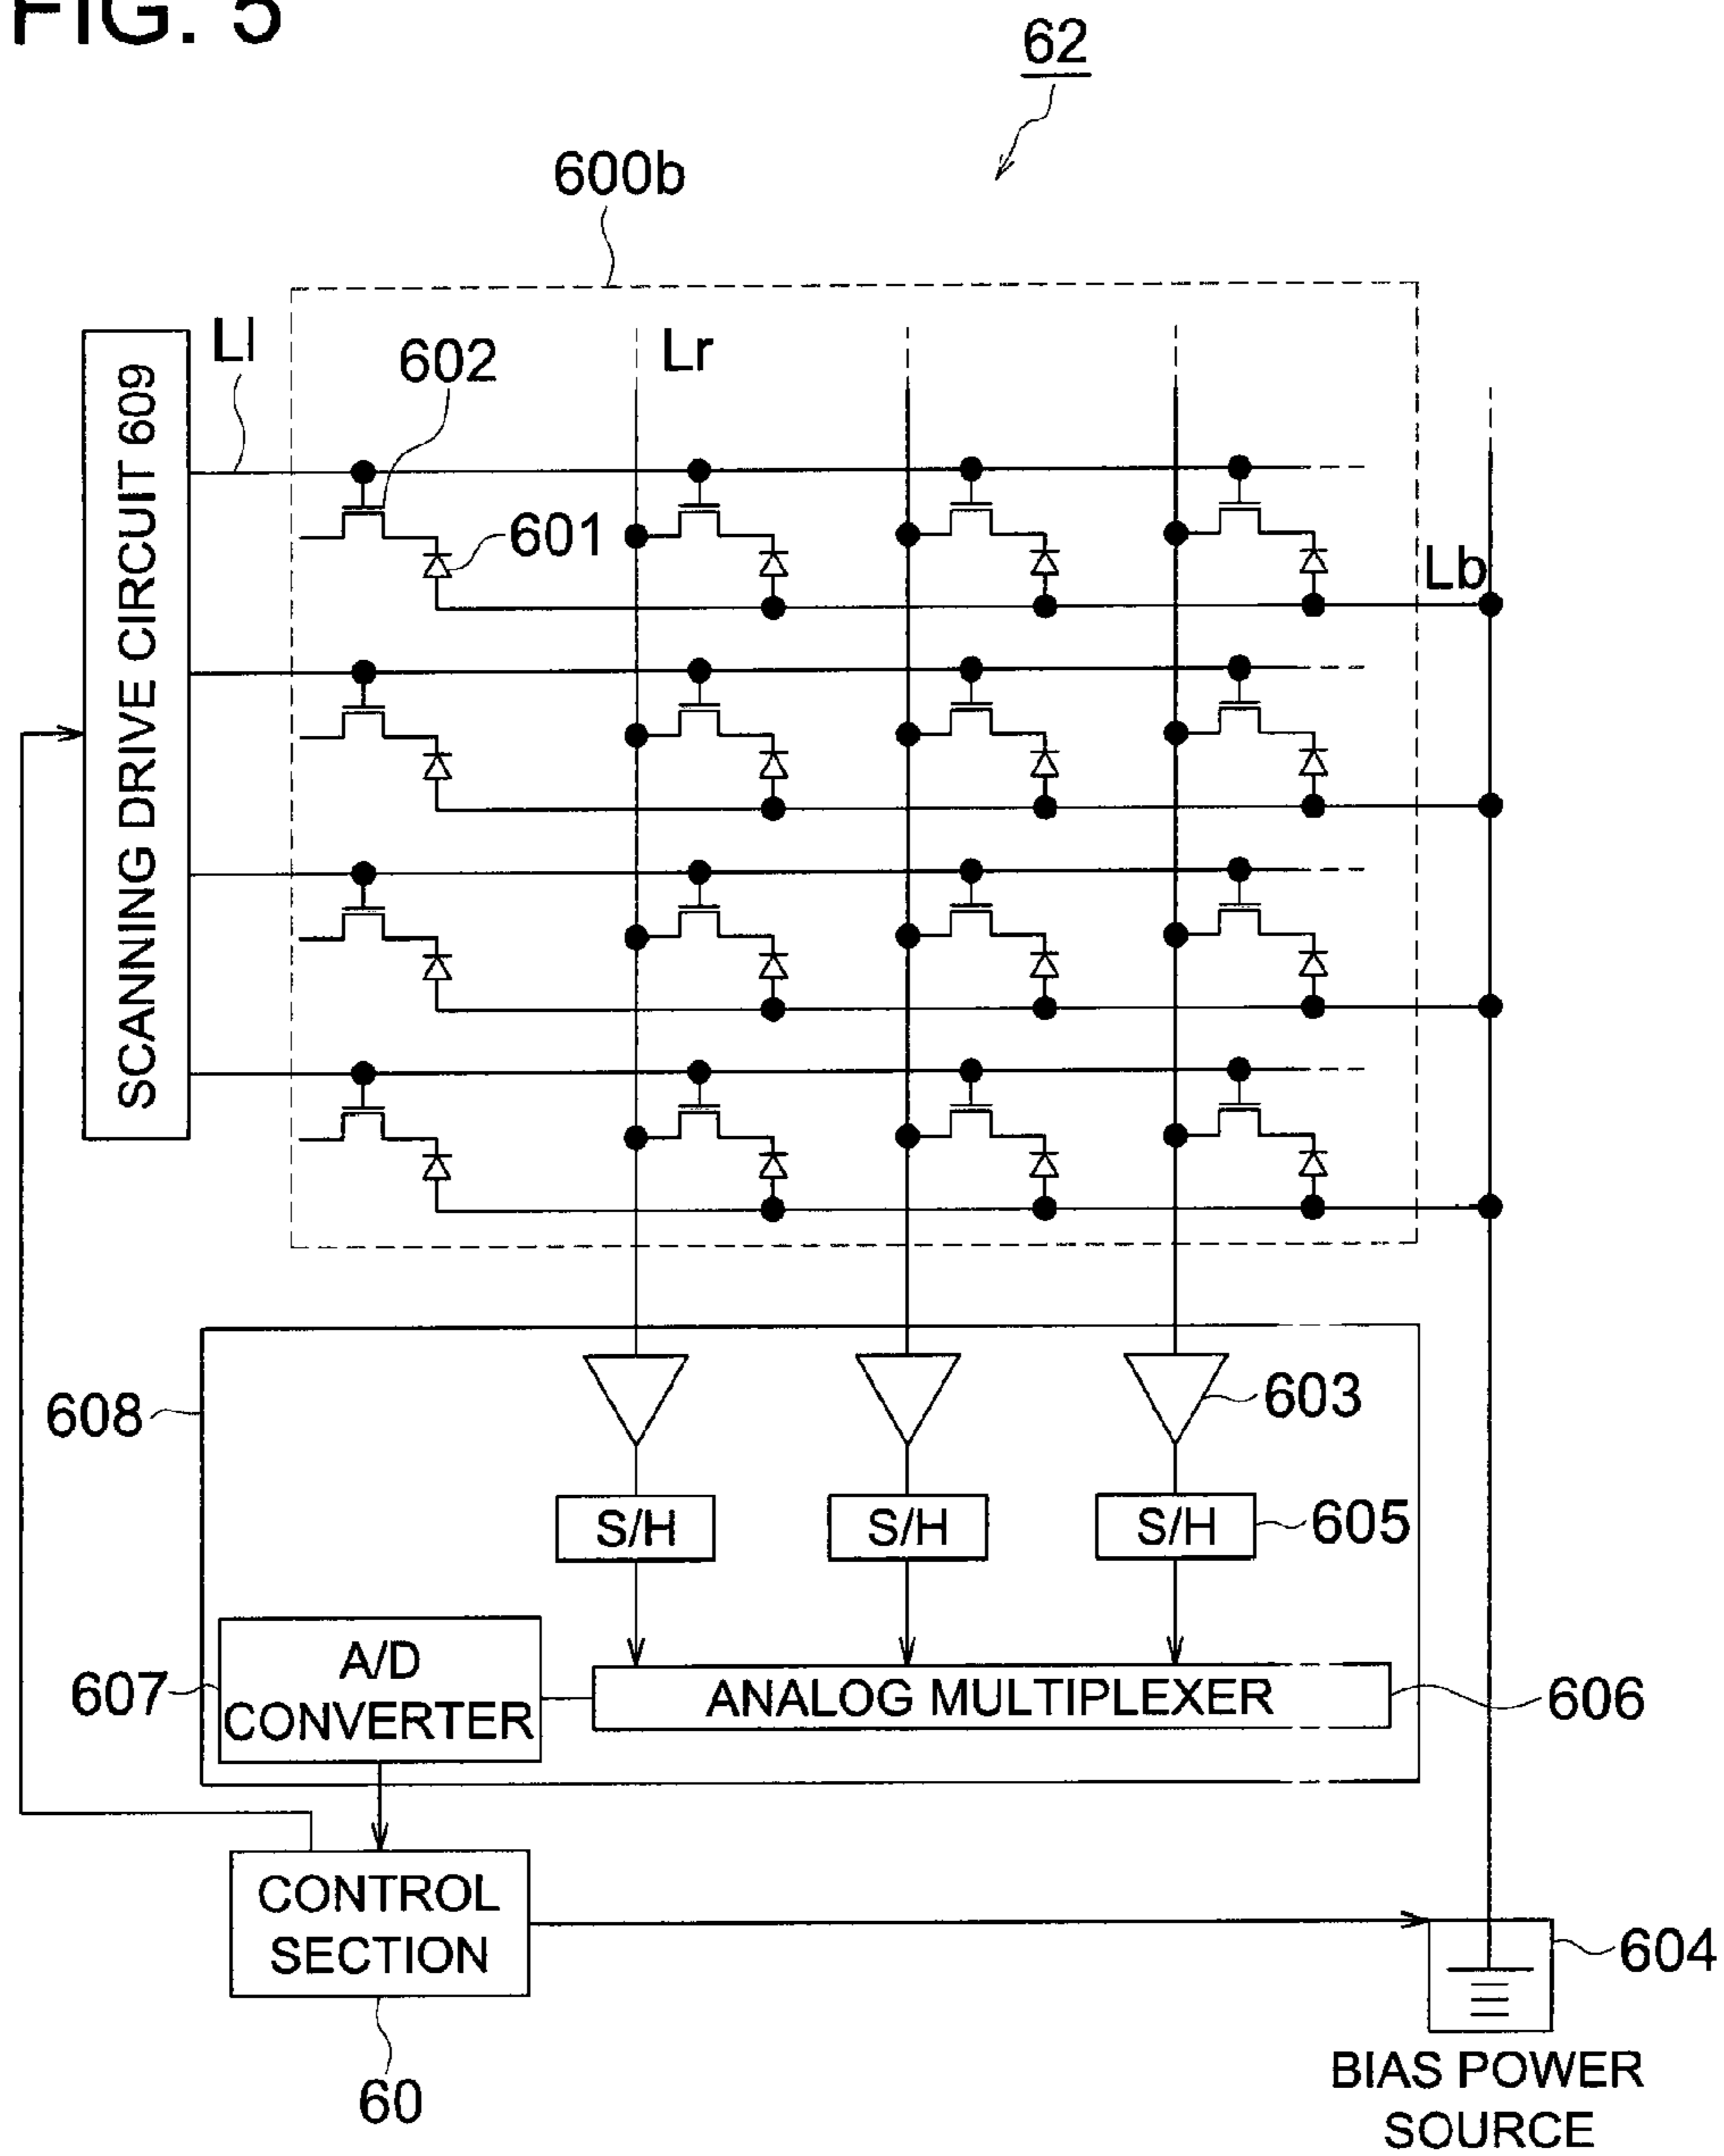 FIG. 5
62
600b
Ll
602
Lr
SCANNING DRIVE CIRCUIT 609
601
Lb
603
608
S/H
S/H
S/H
605
A/D
CONVERTER
607
ANALOG MULTIPLEXER
606
CONTROL
SECTION
604
60
BIAS POWER
SOURCE